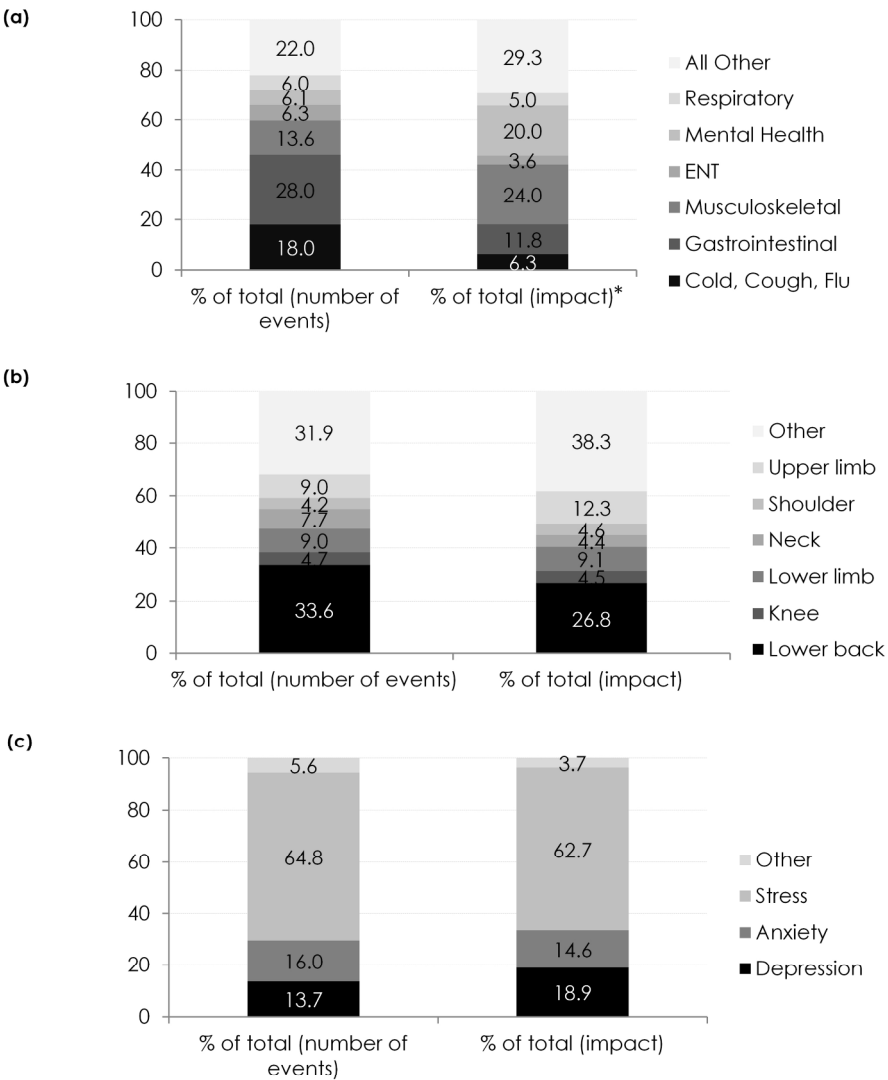 (a)
100
80
60
40
20
0
22.0
6.0
6.1
6.3
13.6
28.0
18.0
29.3
5.0
20.0
3.6
24.0
11.8
6.3
% of total (number of
events)
% of total (impact)*
All Other
Respiratory
Mental Health
ENT
Musculoskeletal
Gastrointestinal
Cold, Cough, Flu
(b)
100
80
60
40
20
0
31.9
9.0
4.2
7.7
9.0
4.7
33.6
38.3
12.3
4.6
4.4
9.1
4.5
26.8
% of total (number of events)
% of total (impact)
Other
Upper limb
Shoulder
Neck
Lower limb
Knee
Lower back
(c)
100
80
60
40
20
0
5.6
64.8
16.0
13.7
3.7
62.7
14.6
18.9
% of total (number of
events)
% of total (impact)
Other
Stress
Anxiety
Depression